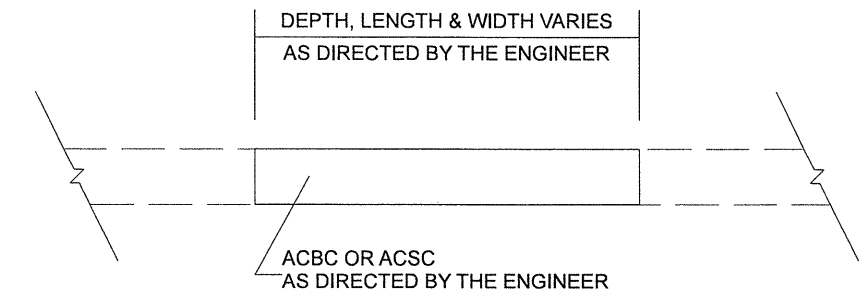 DEPTH, LENGTH & WIDTH VARIES
AS DIRECTED BY THE ENGINEER
ACBC OR ACSC
AS DIRECTED BY THE ENGINEER